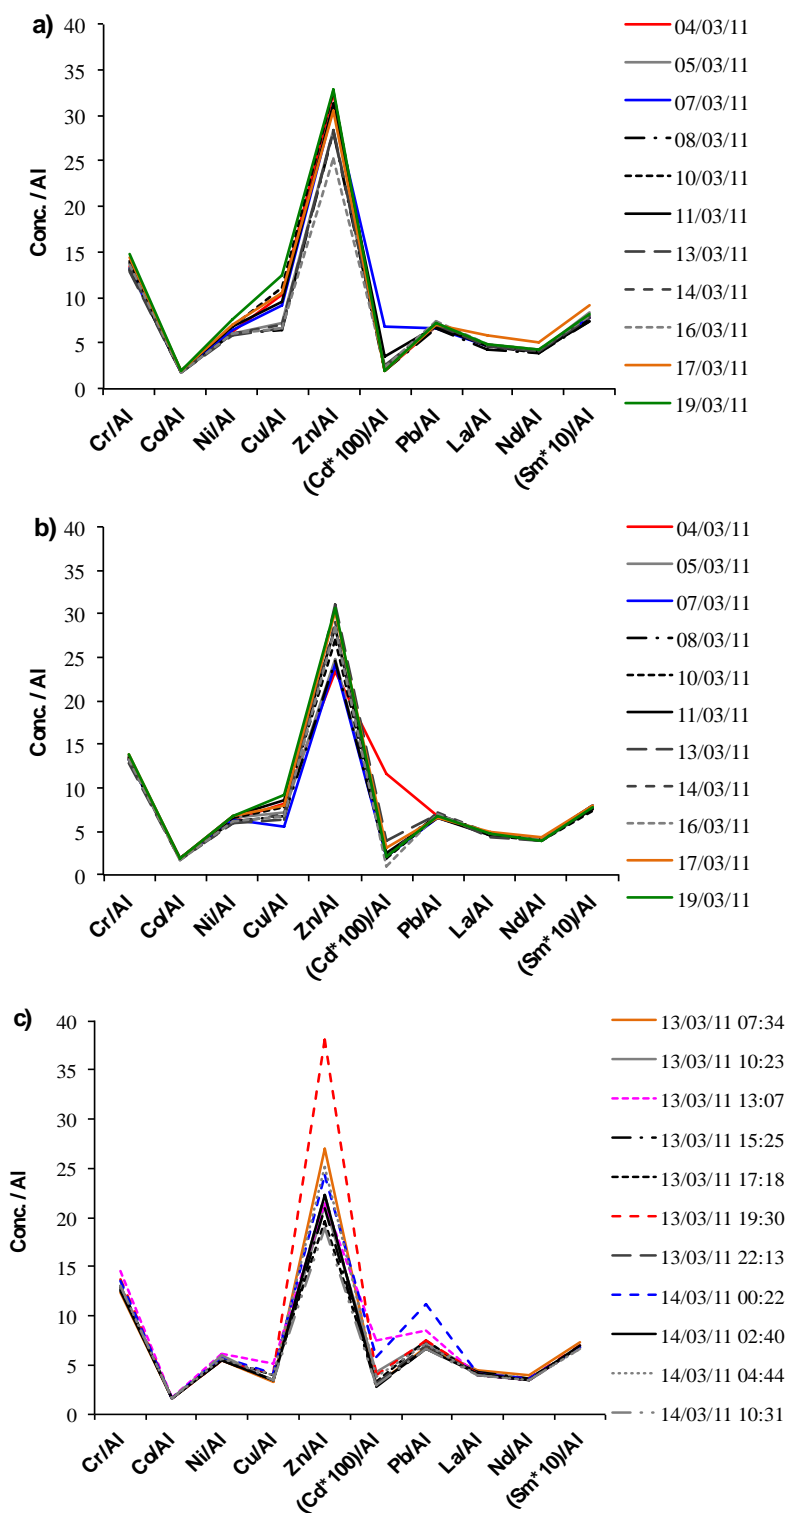 a)
40
35
30
25
20
15
10
5
0
Conc. / Al
Cr/Al
Co/Al
Ni/Al
Cu/Al
Zn/Al
(Cd*100)/Al
Pb/Al
La/Al
Nd/Al
(Sm*10)/Al
04/03/11
05/03/11
07/03/11
08/03/11
10/03/11
11/03/11
13/03/11
14/03/11
16/03/11
17/03/11
19/03/11
b)
40
35
30
25
20
15
10
5
0
Conc. / Al
Cr/Al
Co/Al
Ni/Al
Cu/Al
Zn/Al
(Cd*100)/Al
Pb/Al
La/Al
Nd/Al
(Sm*10)/Al
04/03/11
05/03/11
07/03/11
08/03/11
10/03/11
11/03/11
13/03/11
14/03/11
16/03/11
17/03/11
19/03/11
c)
40
35
30
25
20
15
10
5
0
Conc. / Al
Cr/Al
Co/Al
Ni/Al
Cu/Al
Zn/Al
(Cd*100)/Al
Pb/Al
La/Al
Nd/Al
(Sm*10)/Al
13/03/11 07:34
13/03/11 10:23
13/03/11 13:07
13/03/11 15:25
13/03/11 17:18
13/03/11 19:30
13/03/11 22:13
14/03/11 00:22
14/03/11 02:40
14/03/11 04:44
14/03/11 10:31